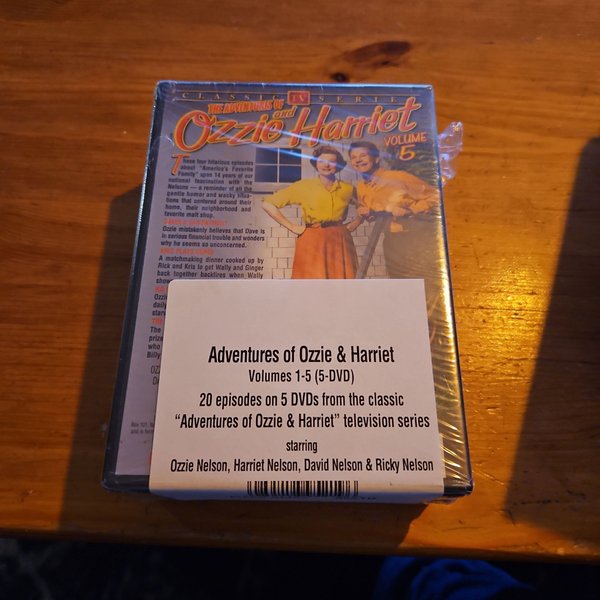 CLASSIC TV SERIES
THE ADVENTURES OF
Ozzie and Harriet
VOLUME
5
These four hilarious episodes
about "America's Favorite
Family" span 14 years of our
national fascination with the
Nelsons — a reminder of all the
gentle humor and wacky situa-
tions that centered around their
home, their neighborhood and
favorite malt shop.
Ozzie mistakenly believes that Dave is
in serious financial trouble and wonders
why he seems so unconcerned.
A matchmaking dinner cooked up by
Rick and Kris to get Wally and Ginger
back together backfires when Wally
Adventures of Ozzie & Harriet
Volumes 1-5 (5-DVD)
20 episodes on 5 DVDs from the classic
"Adventures of Ozzie & Harriet" television series
starring
Ozzie Nelson, Harriet Nelson, David Nelson & Ricky Nelson